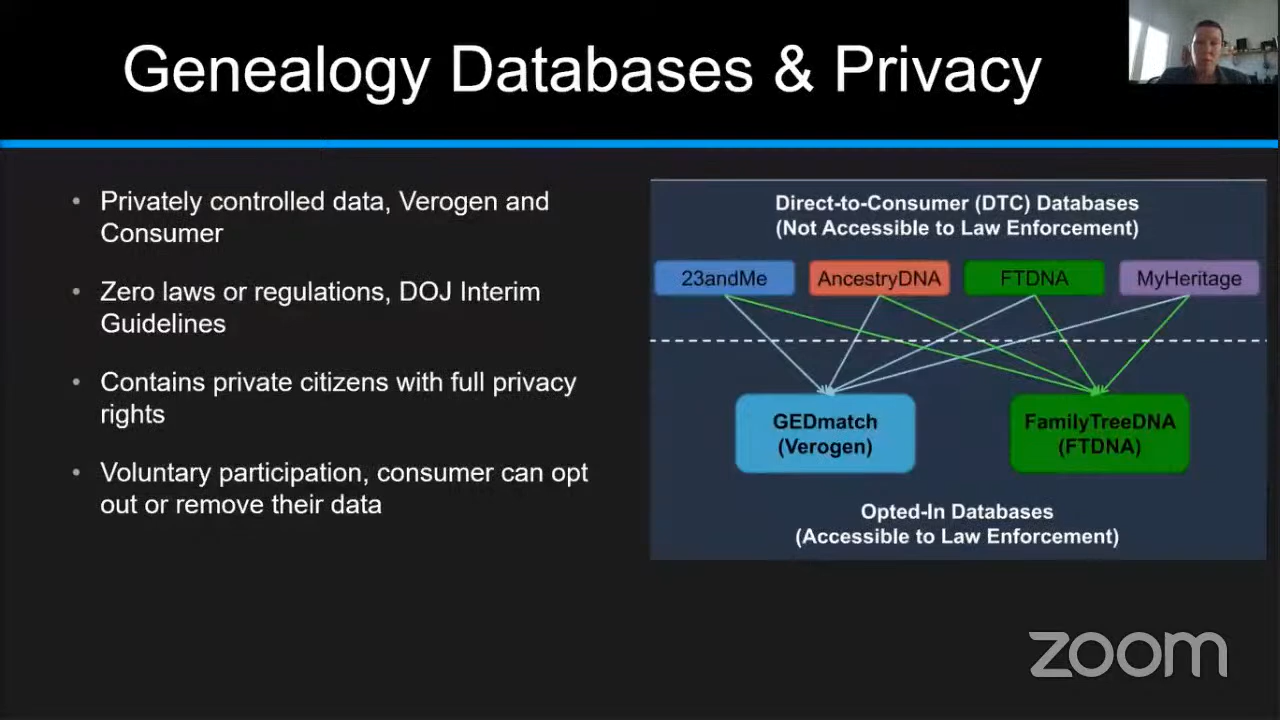 Genealogy Databases & Privacy
• Privately controlled data, Verogen and
Consumer
• Zero laws or regulations, DOJ Interim
Guidelines
• Contains private citizens with full privacy
rights
• Voluntary participation, consumer can opt
out or remove their data
Direct-to-Consumer (DTC) Databases
(Not Accessible to Law Enforcement)
23andMe
AncestryDNA
FTDNA
MyHeritage
GEDmatch
(Verogen)
FamilyTreeDNA
(FTDNA)
Opted-In Databases
(Accessible to Law Enforcement)
zoom